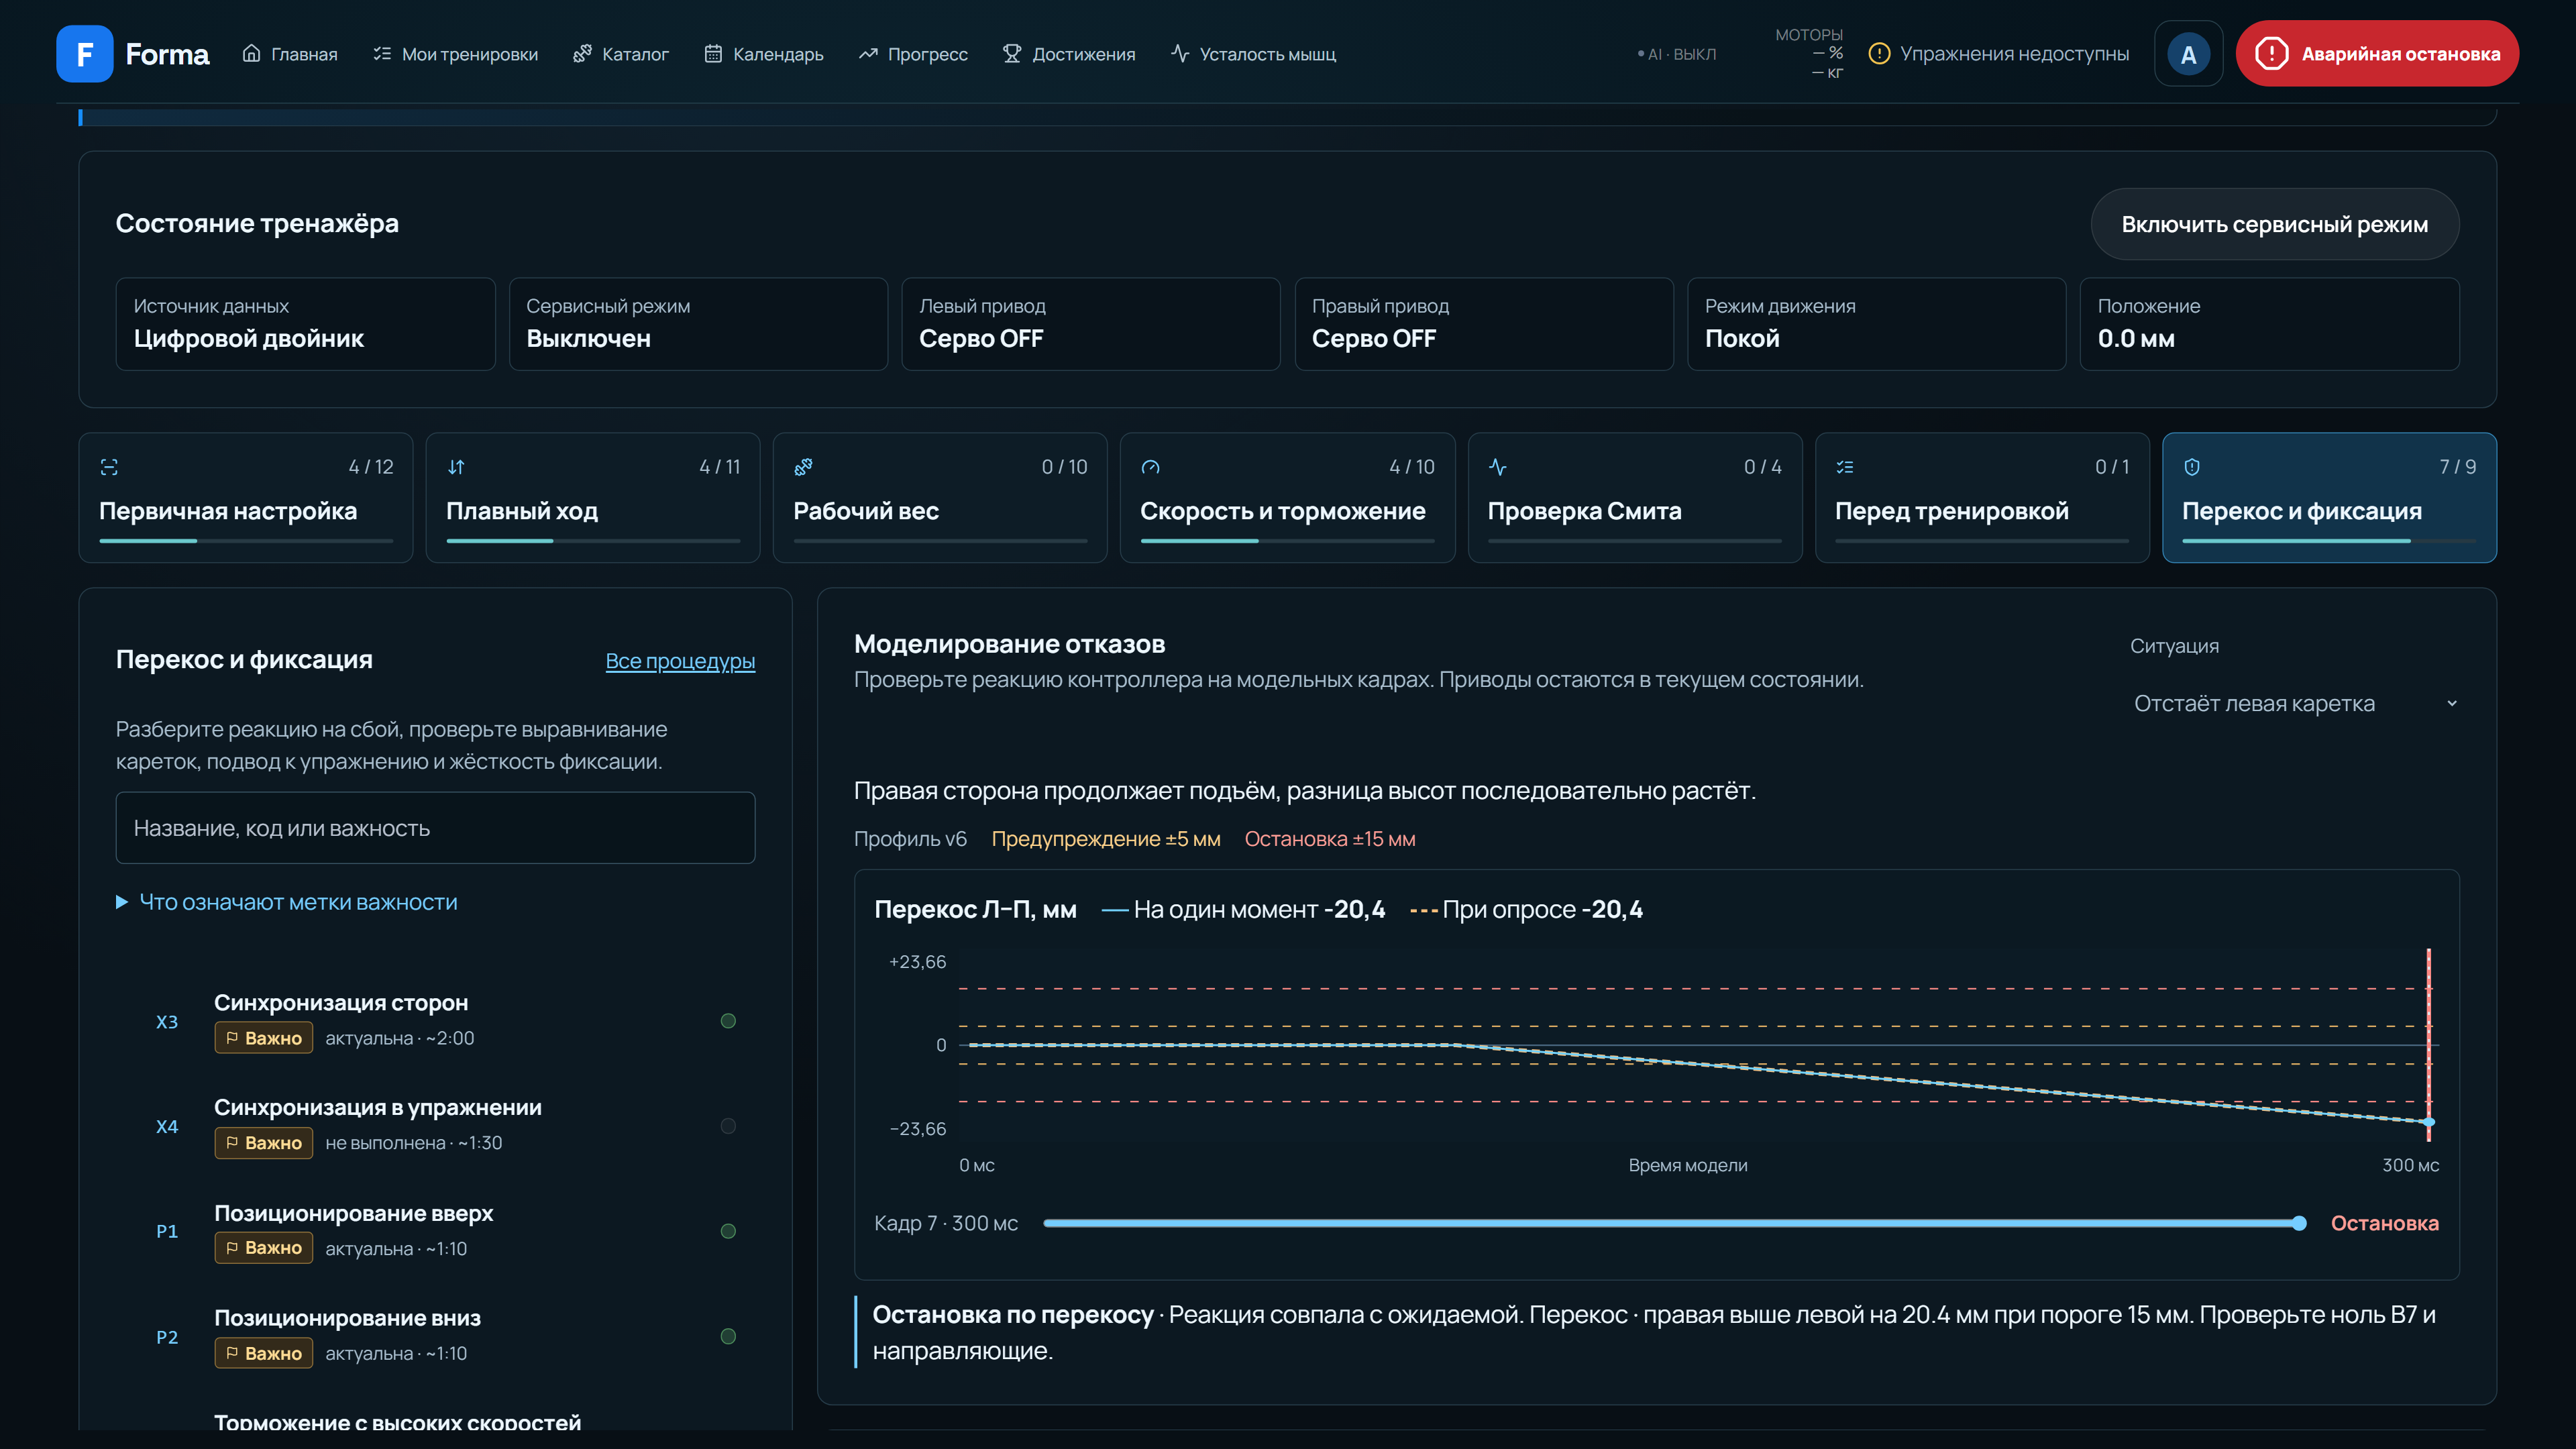 F Forma
Главная
Мои тренировки
Каталог
Календарь
Прогресс
Достижения
Усталость мышц
AI · ВЫКЛ
МОТОРЫ
— %
— кг
Упражнения недоступны
A
Аварийная остановка
Состояние тренажёра
Включить сервисный режим
Источник данных
Цифровой двойник
Сервисный режим
Выключен
Левый привод
Серво OFF
Правый привод
Серво OFF
Режим движения
Покой
Положение
0.0 мм
4 / 12
Первичная настройка
4 / 11
Плавный ход
0 / 10
Рабочий вес
4 / 10
Скорость и торможение
0 / 4
Проверка Смита
0 / 1
Перед тренировкой
7 / 9
Перекос и фиксация
Перекос и фиксация
Все процедуры
Разберите реакцию на сбой, проверьте выравнивание
кареток, подвод к упражнению и жёсткость фиксации.
Название, код или важность
Что означают метки важности
X3
Синхронизация сторон
Важно
актуальна · ~2:00
X4
Синхронизация в упражнении
Важно
не выполнена · ~1:30
P1
Позиционирование вверх
Важно
актуальна · ~1:10
P2
Позиционирование вниз
Важно
актуальна · ~1:10
Торможение с высоких скоростей
Моделирование отказов
Проверьте реакцию контроллера на модельных кадрах. Приводы остаются в текущем состоянии.
Ситуация
Отстаёт левая каретка
Правая сторона продолжает подъём, разница высот последовательно растёт.
Профиль v6
Предупреждение ±5 мм
Остановка ±15 мм
Перекос Л−П, мм
На один момент -20,4
При опросе -20,4
+23,66
0
−23,66
0 мс
Время модели
300 мс
Кадр 7 · 300 мс
Остановка
Остановка по перекосу · Реакция совпала с ожидаемой. Перекос · правая выше левой на 20.4 мм при пороге 15 мм. Проверьте ноль B7 и
направляющие.